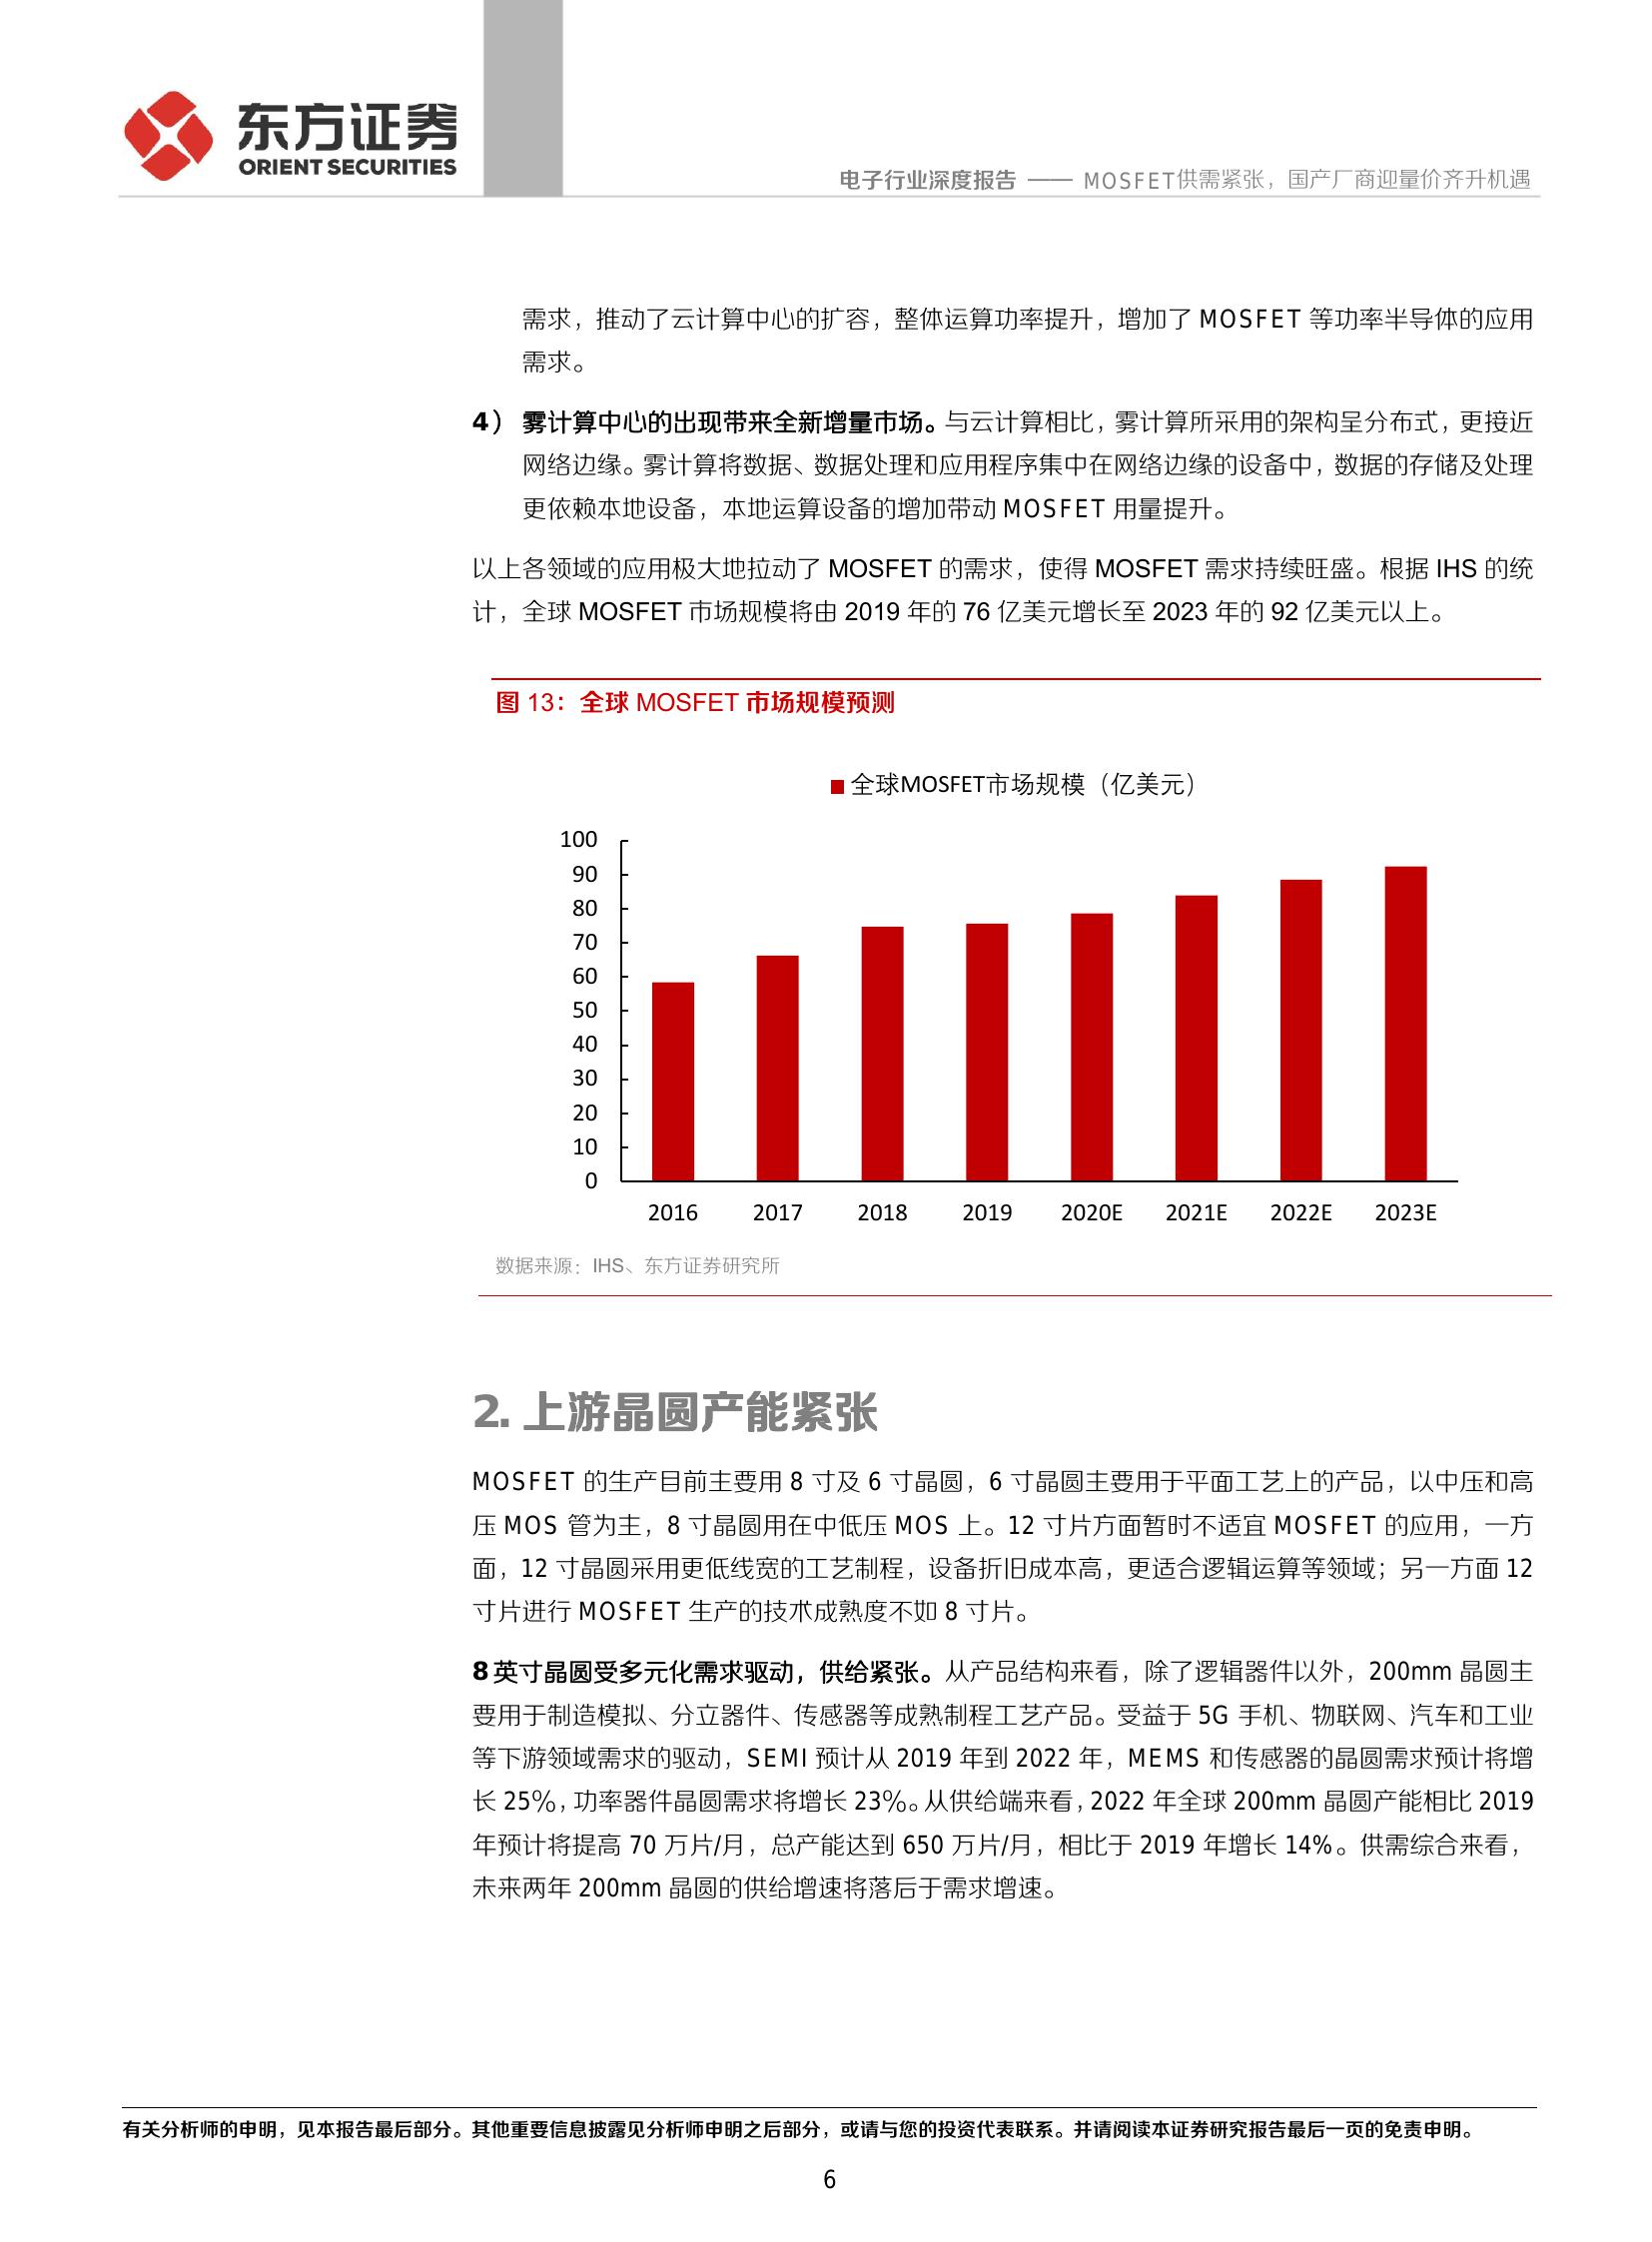 东方证券
ORIENT SECURITIES
电子行业深度报告 —— MOSFET供需紧张，国产厂商迎量价齐升机遇
需求，推动了云计算中心的扩容，整体运算功率提升，增加了 MOSFET 等功率半导体的应用
需求。
4） 雾计算中心的出现带来全新增量市场。与云计算相比，雾计算所采用的架构呈分布式，更接近
网络边缘。雾计算将数据、数据处理和应用程序集中在网络边缘的设备中，数据的存储及处理
更依赖本地设备，本地运算设备的增加带动 MOSFET 用量提升。
以上各领域的应用极大地拉动了 MOSFET 的需求，使得 MOSFET 需求持续旺盛。根据 IHS 的统
计，全球 MOSFET 市场规模将由 2019 年的 76 亿美元增长至 2023 年的 92 亿美元以上。
图 13：全球 MOSFET 市场规模预测
全球MOSFET市场规模（亿美元）
100
90
80
70
60
50
40
30
20
10
0
2016 2017 2018 2019 2020E 2021E 2022E 2023E
数据来源：IHS、东方证券研究所
2. 上游晶圆产能紧张
MOSFET 的生产目前主要用 8 寸及 6 寸晶圆，6 寸晶圆主要用于平面工艺上的产品，以中压和高
压 MOS 管为主，8 寸晶圆用在中低压 MOS 上。12 寸片方面暂时不适宜 MOSFET 的应用，一方
面，12 寸晶圆采用更低线宽的工艺制程，设备折旧成本高，更适合逻辑运算等领域；另一方面 12
寸片进行 MOSFET 生产的技术成熟度不如 8 寸片。
8 英寸晶圆受多元化需求驱动，供给紧张。从产品结构来看，除了逻辑器件以外，200mm 晶圆主
要用于制造模拟、分立器件、传感器等成熟制程工艺产品。受益于 5G 手机、物联网、汽车和工业
等下游领域需求的驱动，SEMI 预计从 2019 年到 2022 年，MEMS 和传感器的晶圆需求预计将增
长 25%，功率器件晶圆需求将增长 23%。从供给端来看，2022 年全球 200mm 晶圆产能相比 2019
年预计将提高 70 万片/月，总产能达到 650 万片/月，相比于 2019 年增长 14%。供需综合来看，
未来两年 200mm 晶圆的供给增速将落后于需求增速。
有关分析师的申明，见本报告最后部分。其他重要信息披露见分析师申明之后部分，或请与您的投资代表联系。并请阅读本证券研究报告最后一页的免责申明。
6